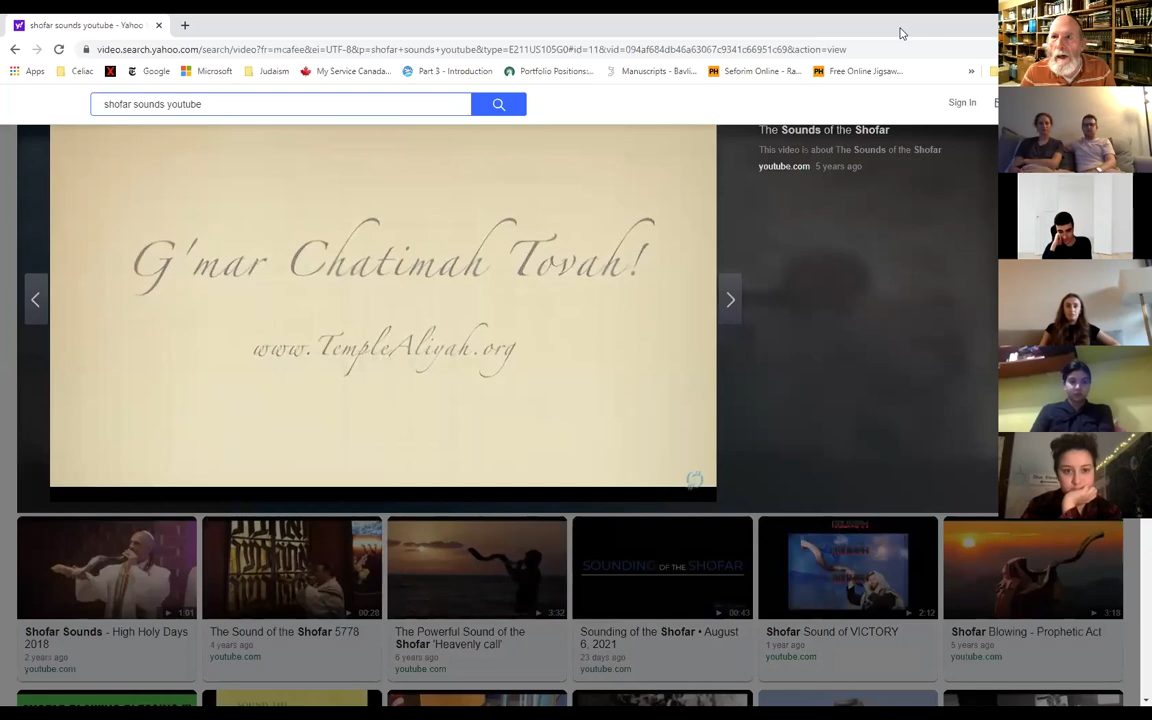 shofar sounds youtube - Yahoo
video.search.yahoo.com/search/video?fr=mcafee&ei=UTF-8&p=shofar+sounds+youtube&type=E211US105G0#id=11&vid=094af684db46a63067c9341c66951c69&action=view
Apps Celiac Google Microsoft Judaism My Service Canada... Part 3 - Introduction Portfolio Positions:... Manuscripts - Bavli... Seforim Online - Ra... Free Online Jigsaw...
shofar sounds youtube
Sign In
The Sounds of the Shofar
This video is about The Sounds of the Shofar
youtube.com 5 years ago
G'mar Chatimah Tovah!
www.TempleAliyah.org
SOUNDING OF THE SHOFAR
1:01 00:28 3:32 00:43 2:12 3:18
Shofar Sounds - High Holy Days 2018
2 years ago
youtube.com
The Sound of the Shofar 5778
4 years ago
youtube.com
The Powerful Sound of the Shofar 'Heavenly call'
6 years ago
youtube.com
Sounding of the Shofar • August 6, 2021
23 days ago
youtube.com
Shofar Sound of VICTORY
1 year ago
youtube.com
Shofar Blowing - Prophetic Act
5 years ago
youtube.com